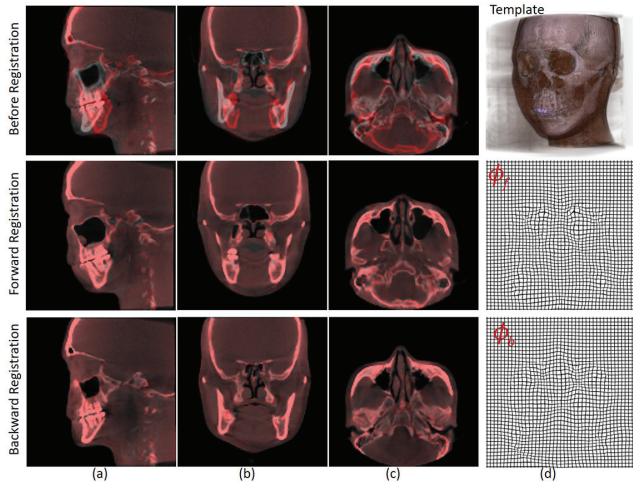 Template
Before Registration
Forward Registration
ϕf
Backward Registration
ϕb
(a)
(b)
(c)
(d)